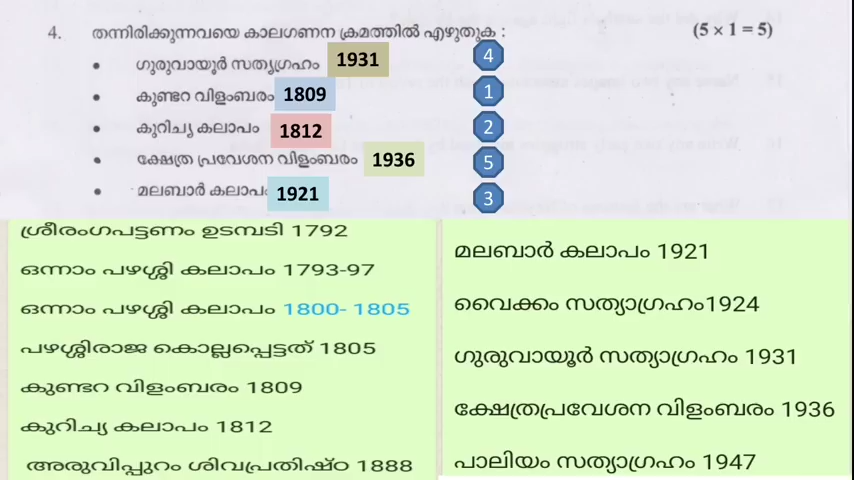 4. തന്നിരിക്കുന്നവയെ കാലഗണന ക്രമത്തിൽ എഴുതുക : (5 × 1 = 5)
• ഗുരുവായൂർ സത്യഗ്രഹം 1931 4
• കുണ്ടറ വിളംബരം 1809 1
• കുറിച്യ കലാപം 1812 2
• ക്ഷേത്ര പ്രവേശന വിളംബരം 1936 5
• മലബാർ കലാപം 1921 3
ശ്രീരംഗപട്ടണം ഉടമ്പടി 1792
ഒന്നാം പഴശ്ശി കലാപം 1793-97
ഒന്നാം പഴശ്ശി കലാപം 1800- 1805
പഴശ്ശിരാജ കൊല്ലപ്പെട്ടത് 1805
കുണ്ടറ വിളംബരം 1809
കുറിച്യ കലാപം 1812
അരുവിപ്പുറം ശിവപ്രതിഷ്ഠ 1888
മലബാർ കലാപം 1921
വൈക്കം സത്യാഗ്രഹം1924
ഗുരുവായൂർ സത്യാഗ്രഹം 1931
ക്ഷേത്രപ്രവേശന വിളംബരം 1936
പാലിയം സത്യാഗ്രഹം 1947